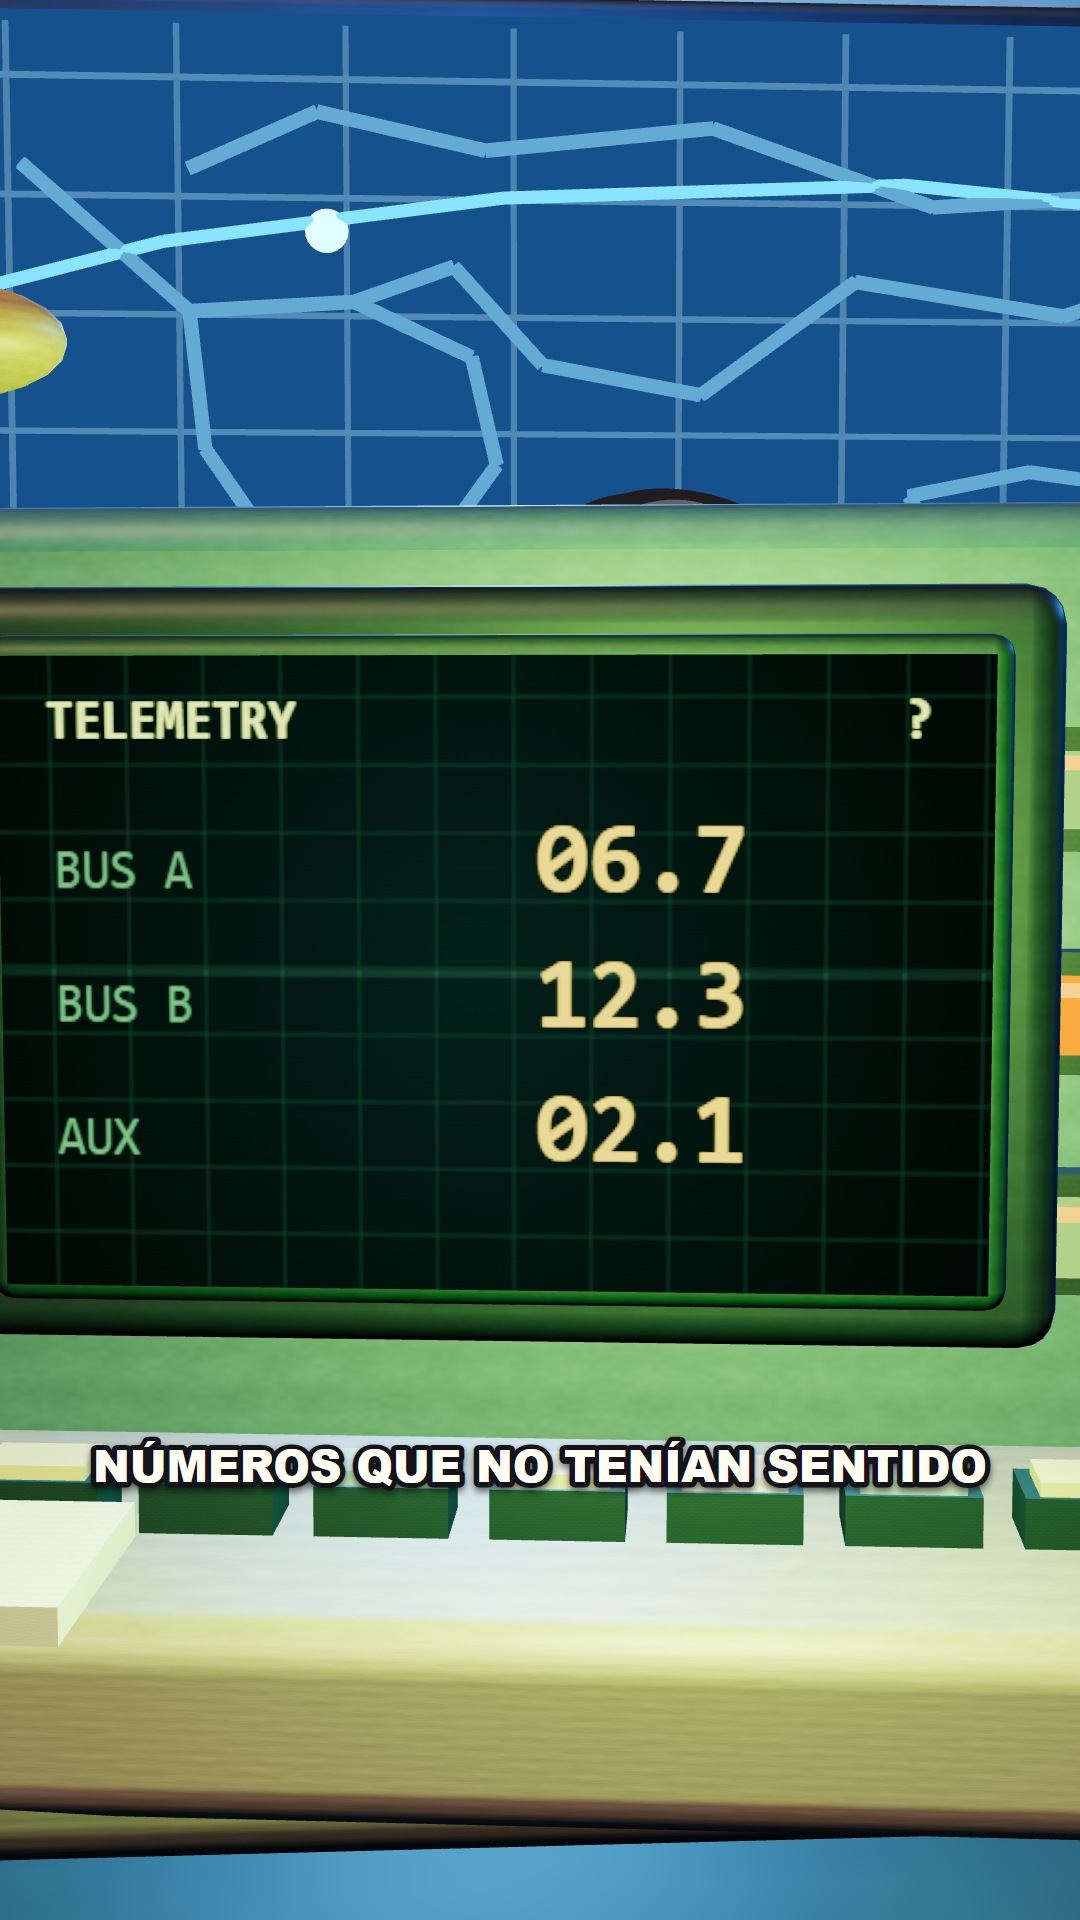 TELEMETRY ?
BUS A 06.7
BUS B 12.3
AUX 02.1
NÚMEROS QUE NO TENÍAN SENTIDO